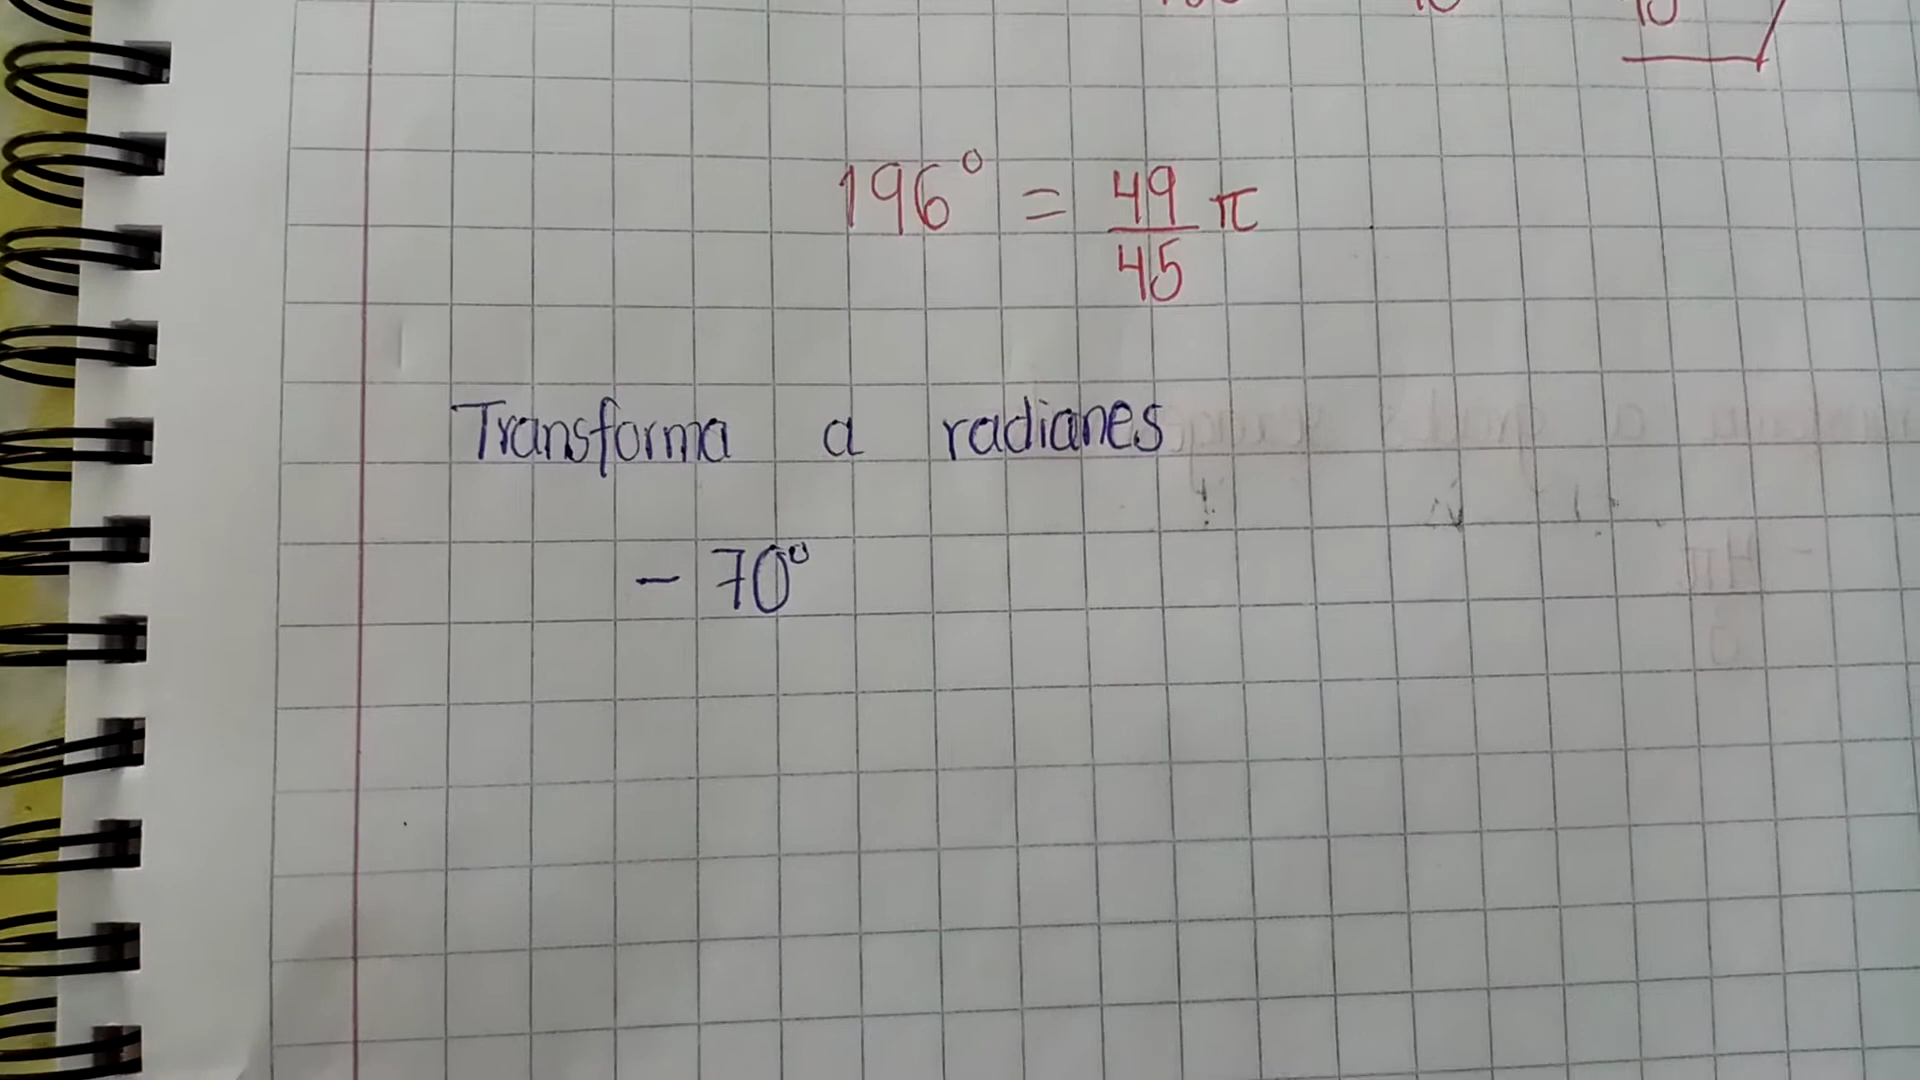 196° = 49/45 π
Transforma a radianes
- 70°